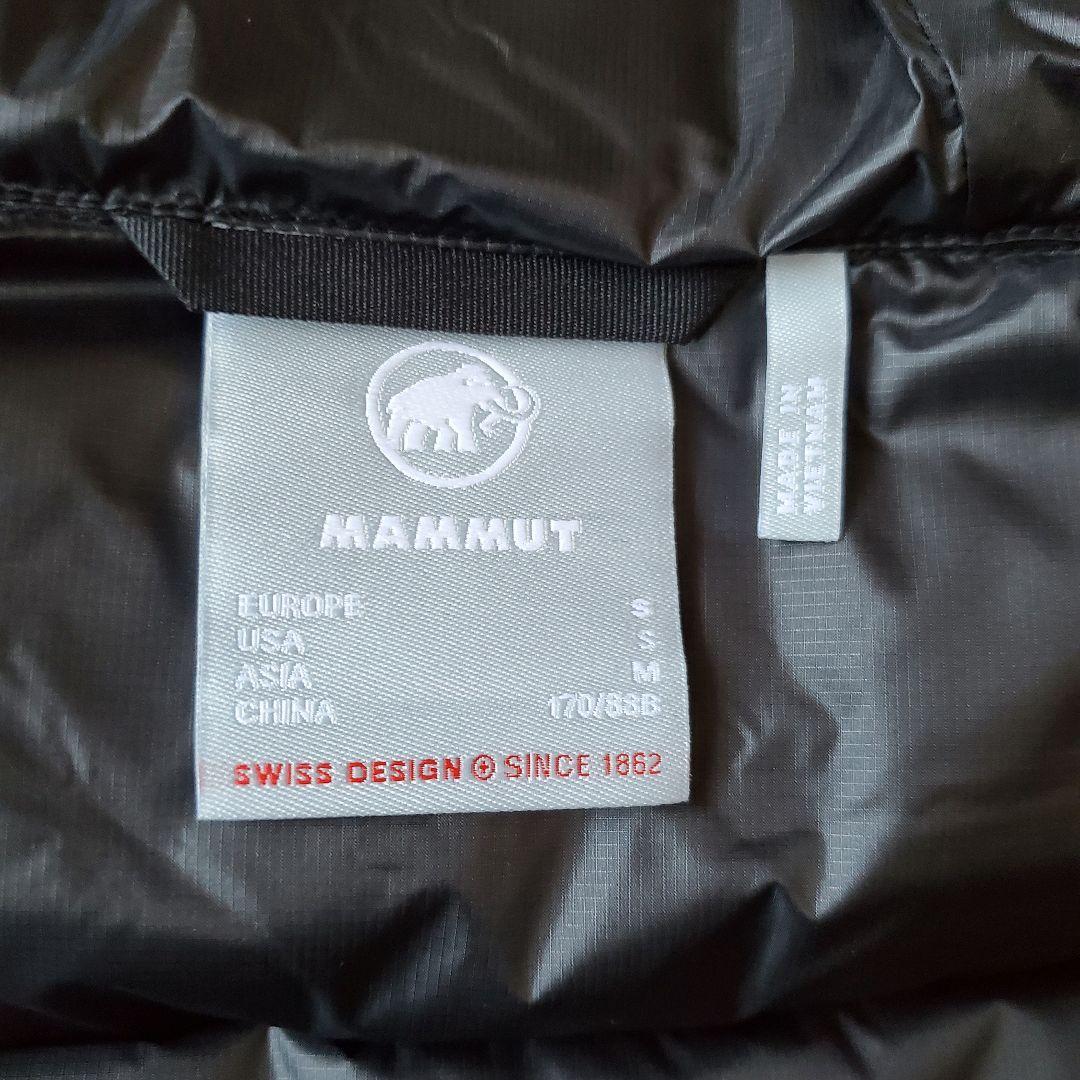 MAMMUT
EUROPE S
USA S
ASIA M
CHINA 170/88B
SWISS DESIGN SINCE 1862
MADE IN
VIETNAM